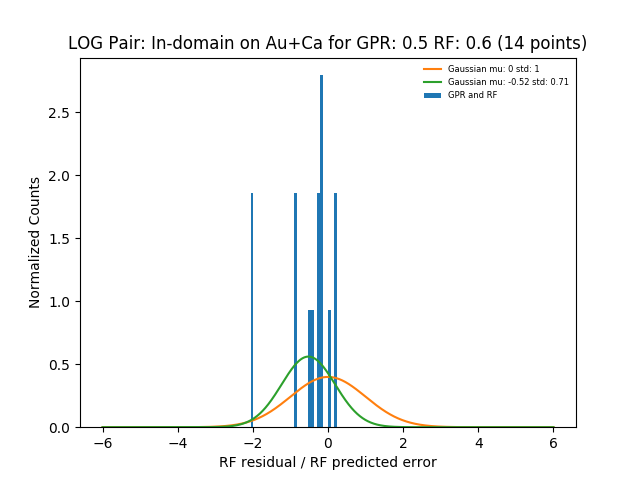 LOG Pair: In-domain on Au+Ca for GPR: 0.5 RF: 0.6 (14 points)
Gaussian mu: 0 std: 1
Gaussian mu: -0.52 std: 0.71
GPR and RF
Normalized Counts
2.5
2.0
1.5
1.0
0.5
0.0
−6 −4 −2 0 2 4 6
RF residual / RF predicted error